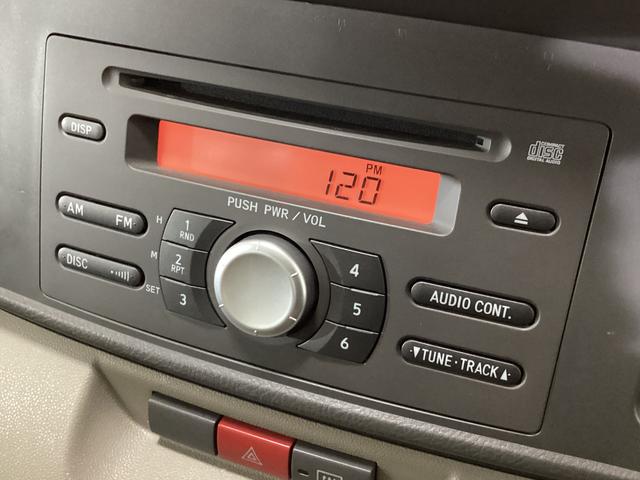 COMPACT
disc
DIGITAL AUDIO
DISP
PM
120
PUSH PWR/VOL
AM FM
H 1 RND
M 2 RPT
SET 3
DISC
4
5
6
AUDIO CONT.
▼TUNE·TRACK▲